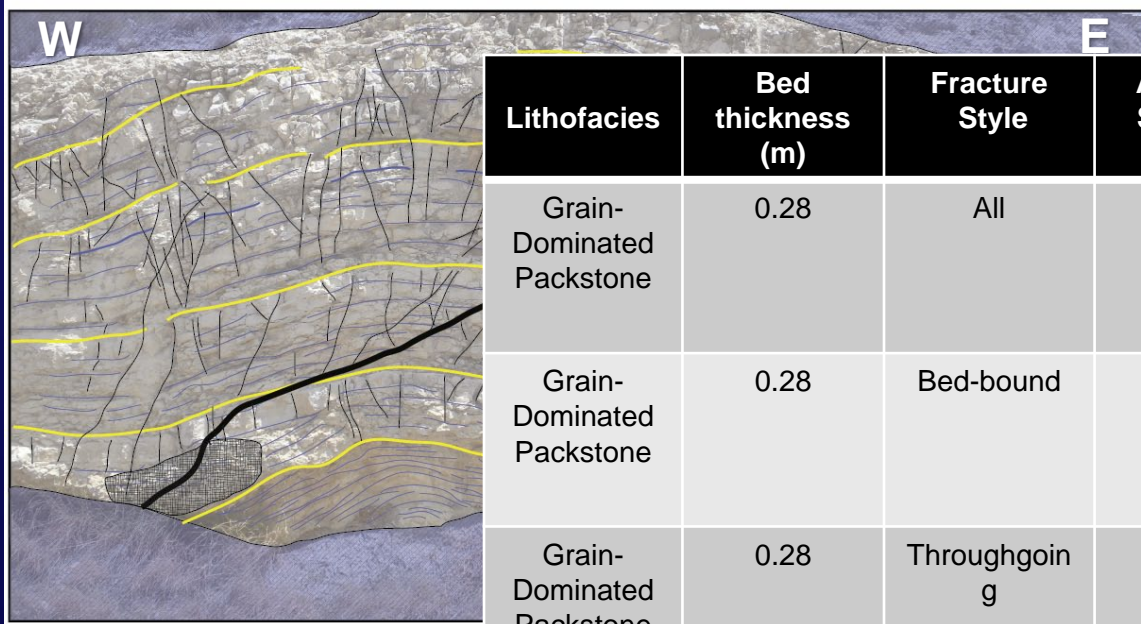 W
E
Lithofacies
Bed
thickness
(m)
Fracture
Style
Grain-
Dominated
Packstone
0.28
All
Grain-
Dominated
Packstone
0.28
Bed-bound
Grain-
Dominated
Packstone
0.28
Throughgoin
g